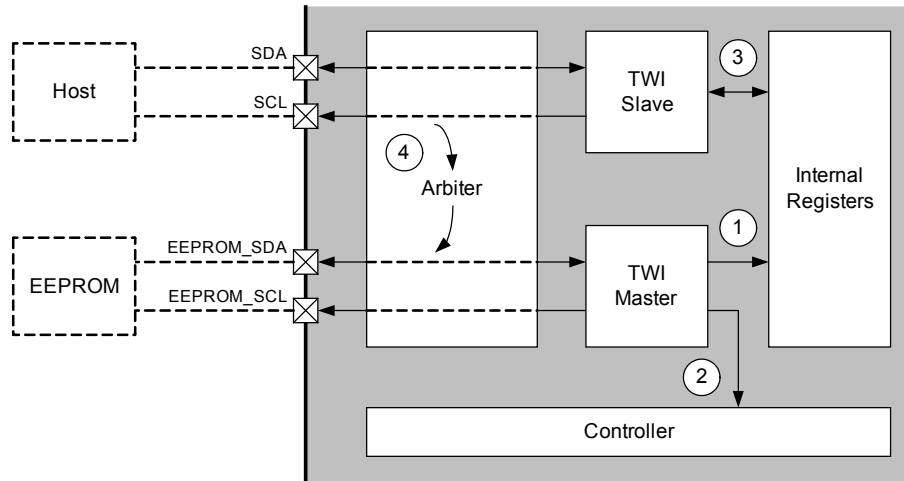 SDA
Host
SCL
TWI
Slave
3
4
Arbiter
Internal
Registers
EEPROM_SDA
EEPROM
EEPROM_SCL
TWI
Master
1
2
Controller